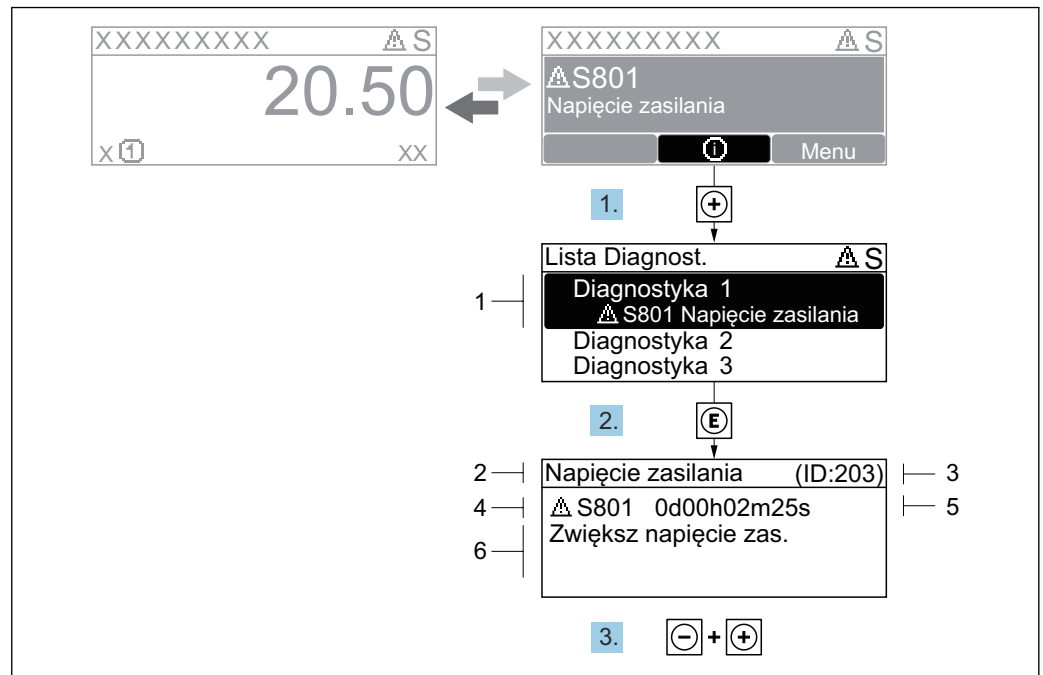 XXXXXXXXX ⚠ S
20.50
X ① XX
XXXXXXXXX ⚠ S
⚠ S801
Napięcie zasilania
ⓘ Menu
1. ⊕
Lista Diagnost. ⚠ S
1 Diagnostyka 1
⚠ S801 Napięcie zasilania
Diagnostyka 2
Diagnostyka 3
2. Ⓔ
2 Napięcie zasilania (ID:203) 3
4 ⚠ S801 0d00h02m25s 5
6 Zwiększ napięcie zas.
3. ⊖ + ⊕